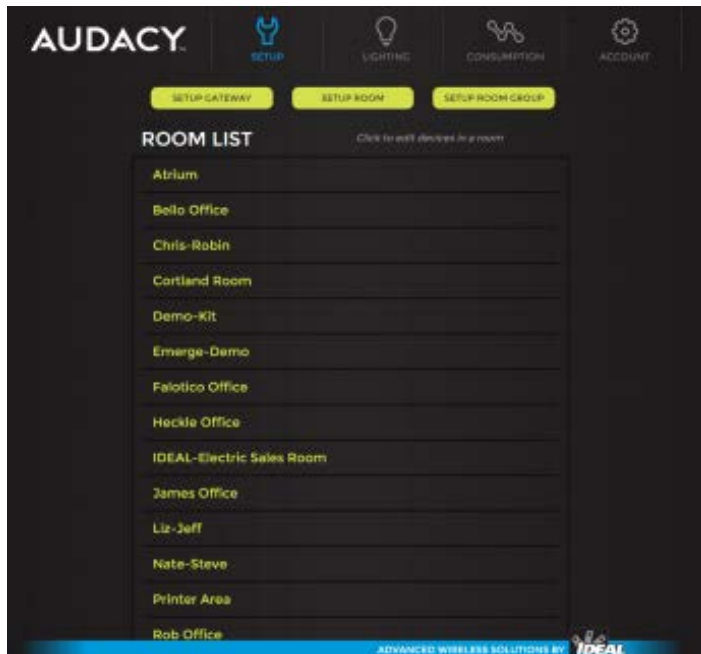 AUDACY
SETUP
LIGHTING
CONSUMPTION
ACCOUNT
SETUP GATEWAY
SETUP ROOM
SETUP ROOM GROUP
ROOM LIST
Click to edit devices in a room
Atrium
Bello Office
Chris-Robin
Cortland Room
Demo-Kit
Emerge-Demo
Falotico Office
Heckle Office
IDEAL-Electric Sales Room
James Office
Liz-Jeff
Nate-Steve
Printer Area
Rob Office
ADVANCED WIRELESS SOLUTIONS BY IDEAL